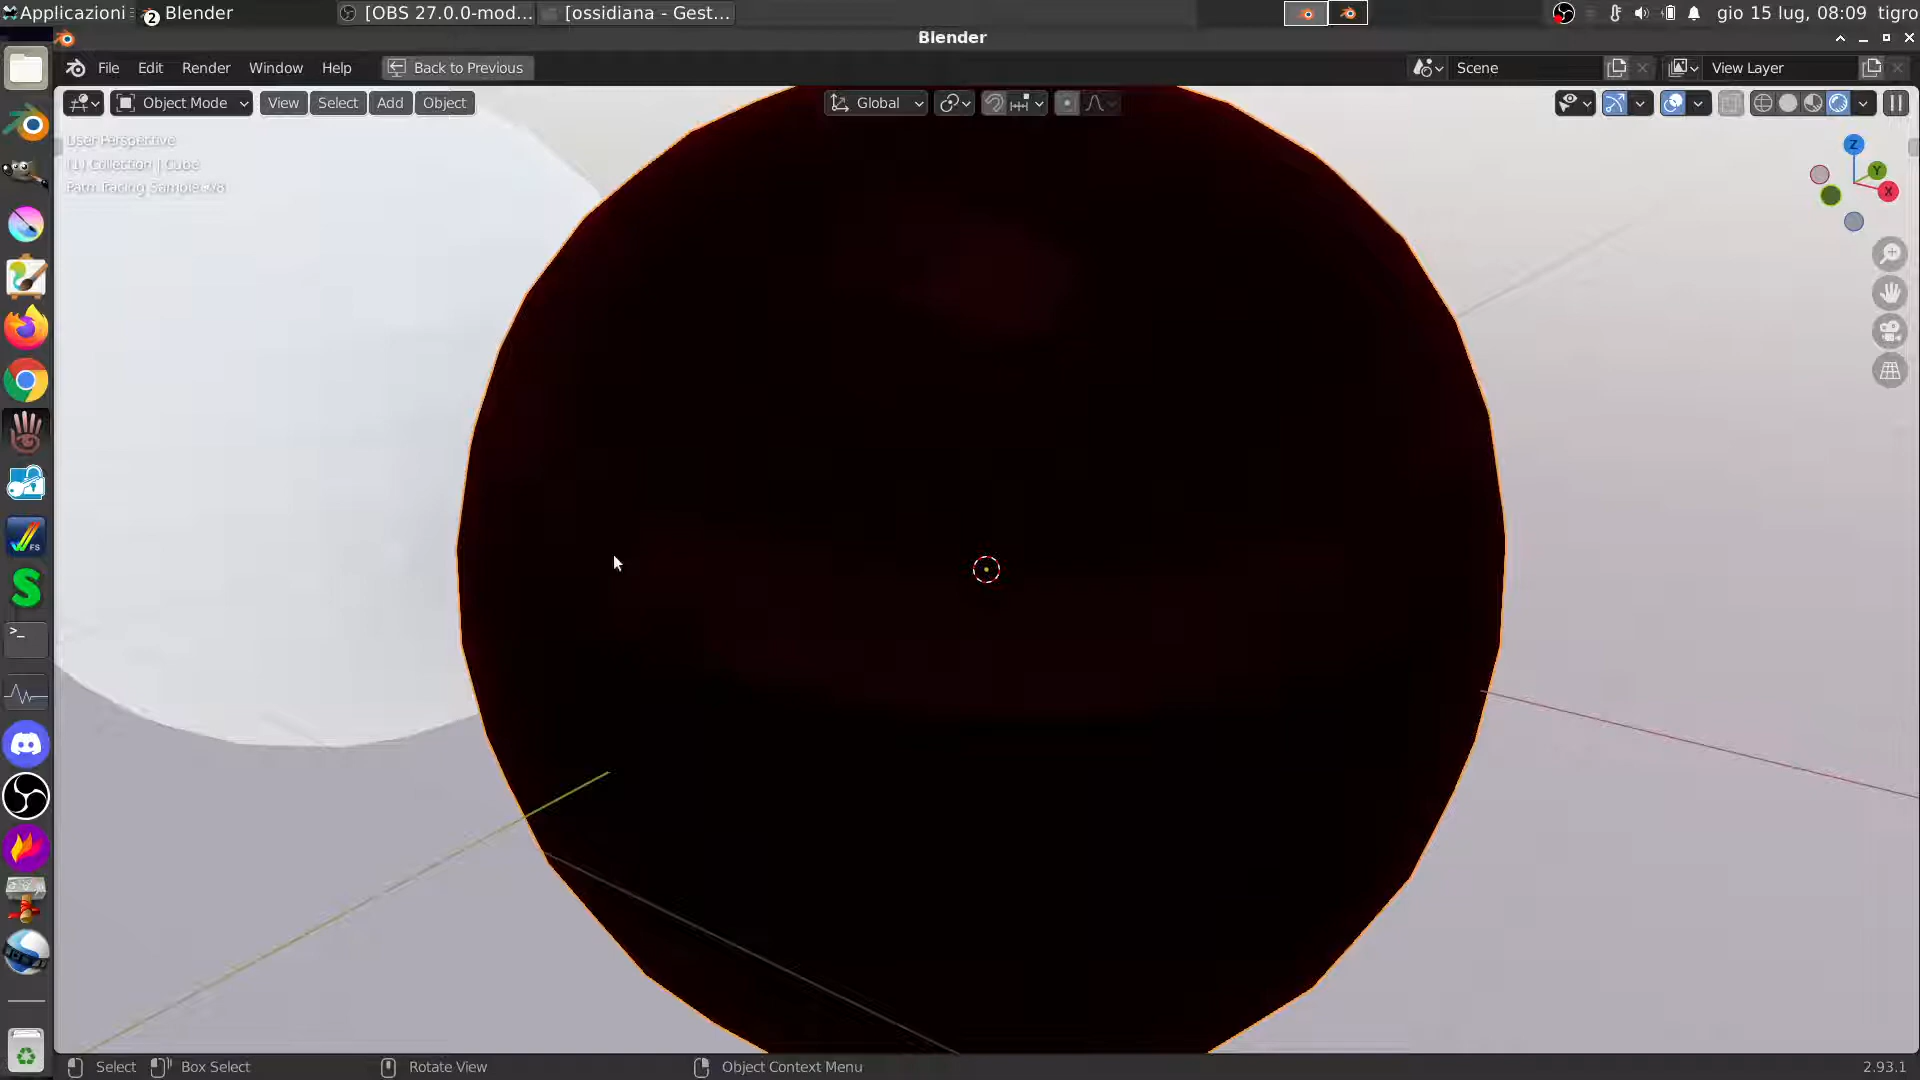 Applicazioni
2
Blender
[OBS 27.0.0-mod...
[ossidiana - Gest...
gio 15 lug, 08:09
tigro
Blender
File
Edit
Render
Window
Help
Back to Previous
Scene
View Layer
Object Mode
View
Select
Add
Object
Global
User Perspective
(1) Collection | Cube
Path Tracing Sample
Z
Y
X
FS
S
>_
Select
Box Select
Rotate View
Object Context Menu
2.93.1